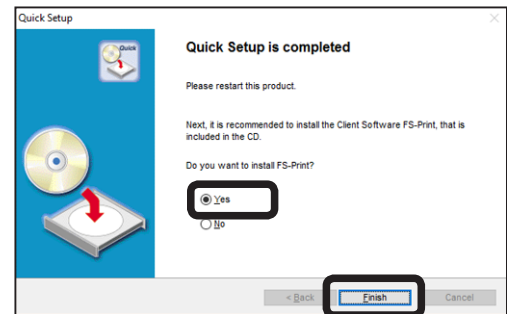 Quick Setup
Quick
Quick Setup is completed
Please restart this product.
Next, it is recommended to install the Client Software FS-Print, that is
included in the CD.
Do you want to install FS-Print?
Yes
No
< Back
Finish
Cancel